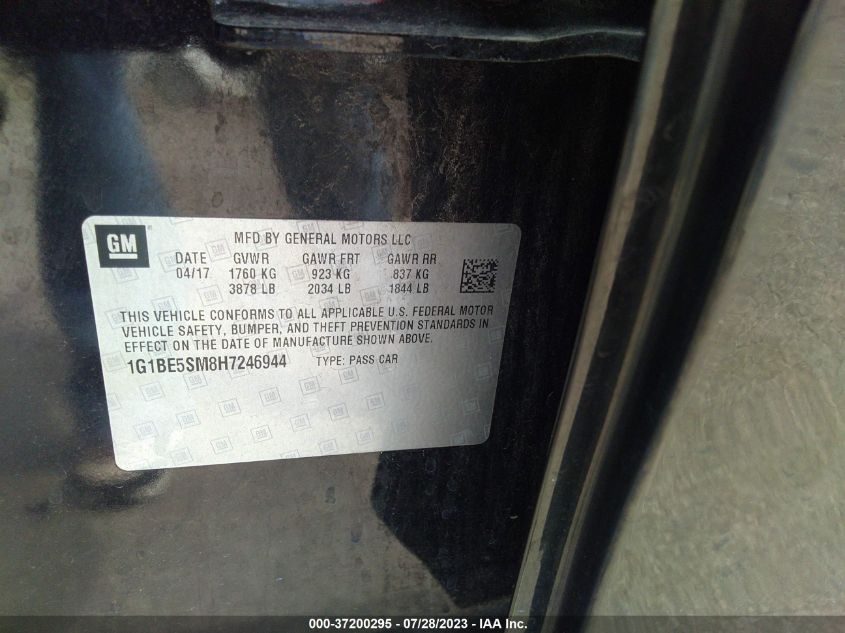 GM
MFD BY GENERAL MOTORS LLC
DATE GVWR GAWR FRT GAWR RR
04/17 1760 KG 923 KG 837 KG
3878 LB 2034 LB 1844 LB
THIS VEHICLE CONFORMS TO ALL APPLICABLE U.S. FEDERAL MOTOR
VEHICLE SAFETY, BUMPER, AND THEFT PREVENTION STANDARDS IN
EFFECT ON THE DATE OF MANUFACTURE SHOWN ABOVE.
1G1BE5SM8H7246944 TYPE: PASS CAR
000-37200295 / 07/28/2023 © IAA Inc.